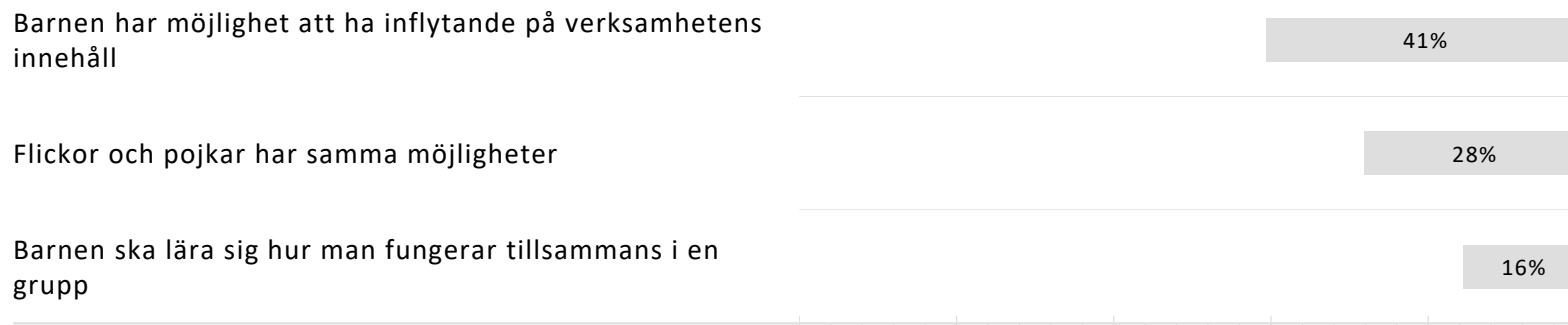 Barnen har möjlighet att ha inflytande på verksamhetens
innehåll
41%
Flickor och pojkar har samma möjligheter
28%
Barnen ska lära sig hur man fungerar tillsammans i en
grupp
16%